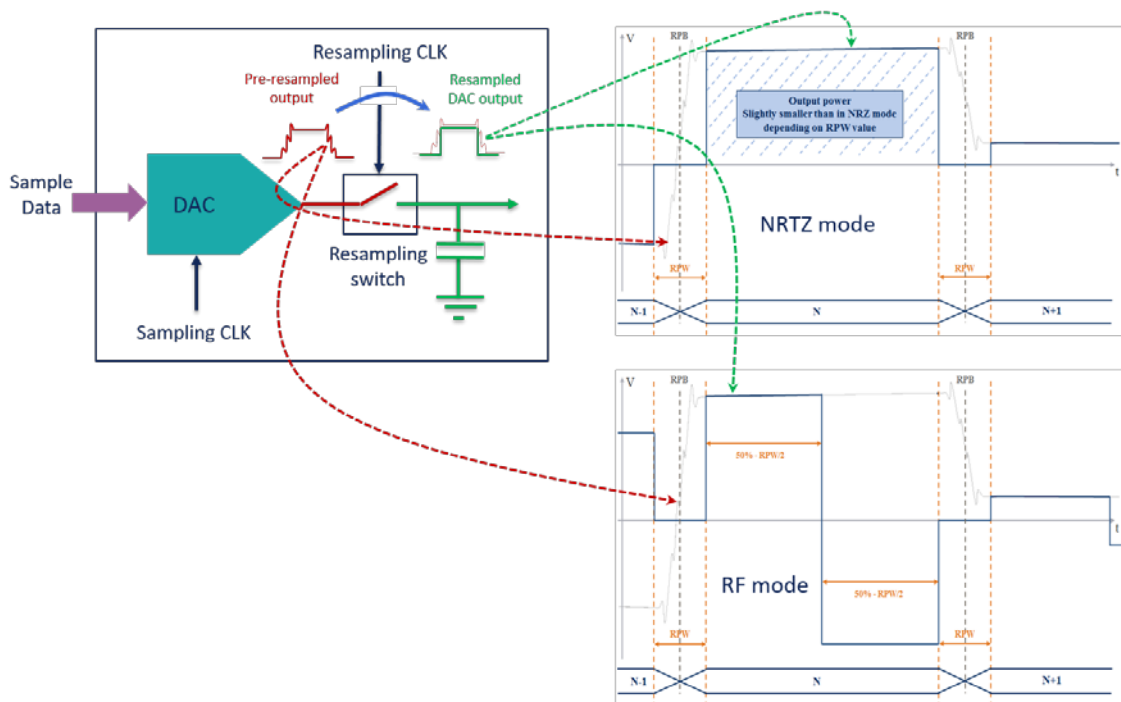 Resampling CLK
Pre-resampled
output
Resampled
DAC output
Sample
Data
DAC
Resampling
switch
Sampling CLK
V
RPB
RPB
Output power
Slightly smaller than in NRZ mode
depending on RPW value
t
NRTZ mode
RPW
RPW
N-1
N
N+1
V
RPB
RPB
50% - RPW/2
t
RF mode
50% - RPW/2
RPW
RPW
N-1
N
N+1